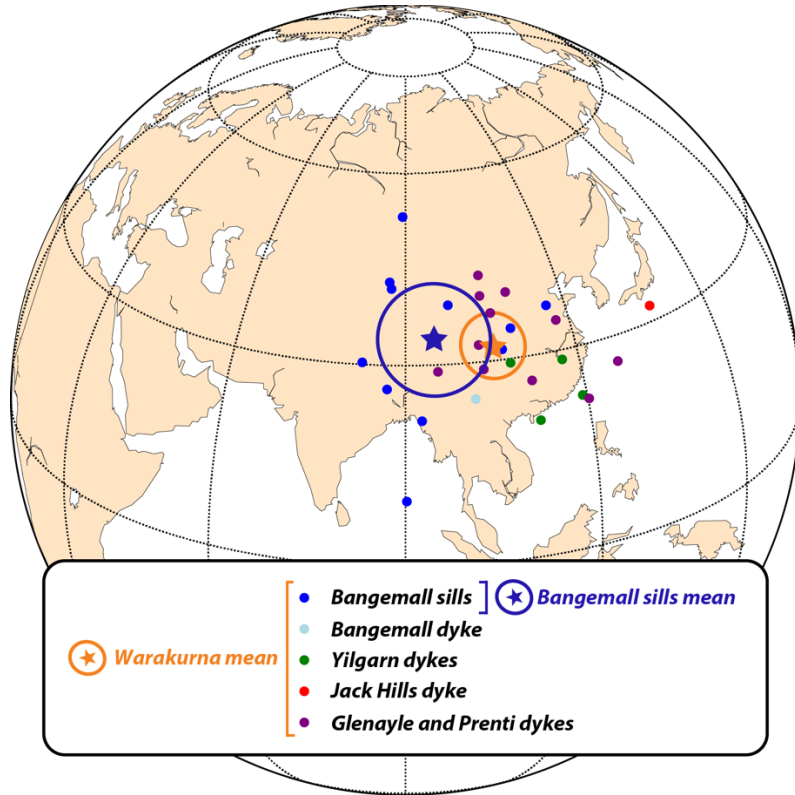 Bangemall sills
Bangemall sills mean
Bangemall dyke
Warakurna mean
Yilgarn dykes
Jack Hills dyke
Glenayle and Prenti dykes